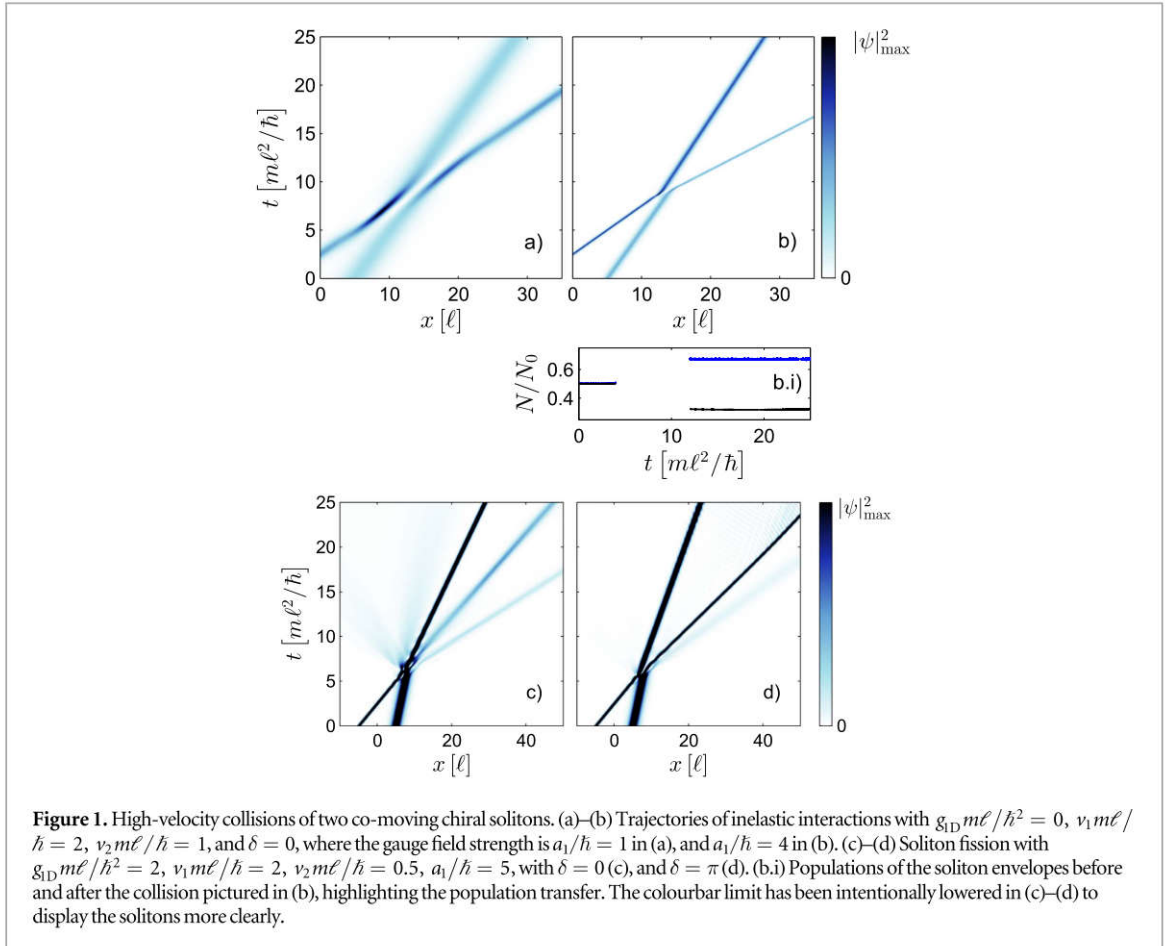 25
20
15
10
5
0
t [mℓ²/ħ]
a)
0 10 20 30
x [ℓ]
b)
0 10 20 30
x [ℓ]
|ψ|²max
0
N/N₀
0.6
0.4
b.i)
0 10 20
t [mℓ²/ħ]
25
20
15
10
5
0
t [mℓ²/ħ]
c)
0 20 40
x [ℓ]
d)
0 20 40
x [ℓ]
|ψ|²max
0
Figure 1. High-velocity collisions of two co-moving chiral solitons. (a)–(b) Trajectories of inelastic interactions with g₁D mℓ/ħ² = 0, v₁mℓ/
ħ = 2, v₂mℓ/ħ = 1, and δ = 0, where the gauge field strength is a₁/ħ = 1 in (a), and a₁/ħ = 4 in (b). (c)–(d) Soliton fission with
g₁D mℓ/ħ² = 2, v₁mℓ/ħ = 2, v₂mℓ/ħ = 0.5, a₁/ħ = 5, with δ = 0 (c), and δ = π (d). (b.i) Populations of the soliton envelopes before
and after the collision pictured in (b), highlighting the population transfer. The colourbar limit has been intentionally lowered in (c)–(d) to
display the solitons more clearly.